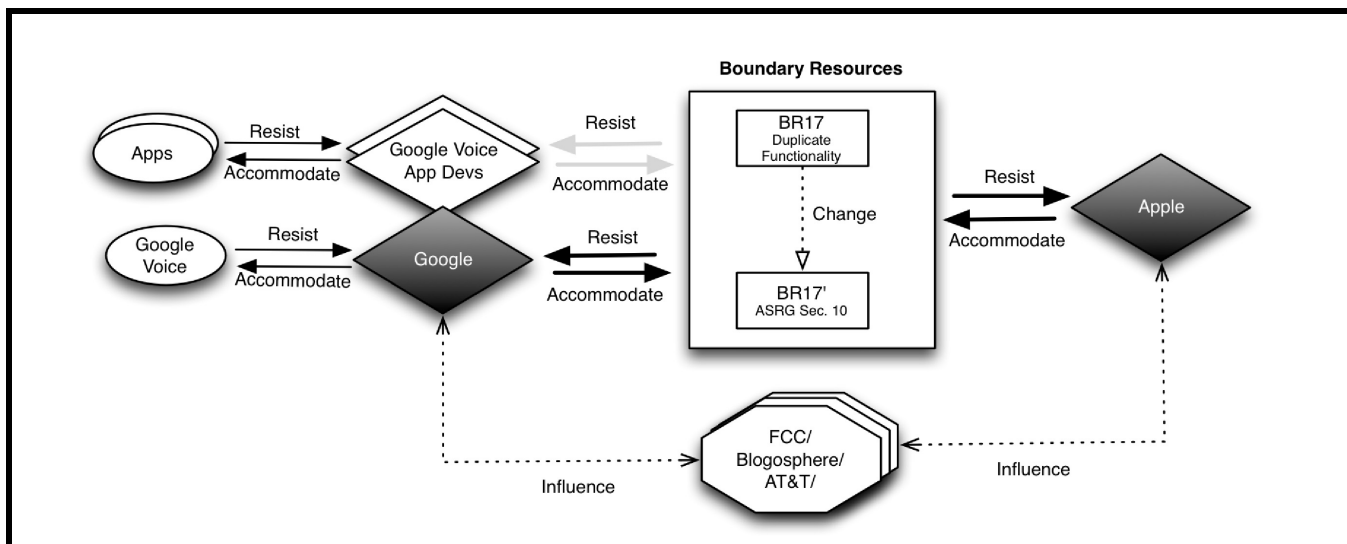 Boundary Resources
Apps
Resist
Accommodate
Google Voice
App Devs
Resist
Accommodate
BR17
Duplicate
Functionality
Change
BR17'
ASRG Sec. 10
Resist
Accommodate
Apple
Google
Voice
Resist
Accommodate
Google
Resist
Accommodate
FCC/
Blogosphere/
AT&T/
Influence
Influence